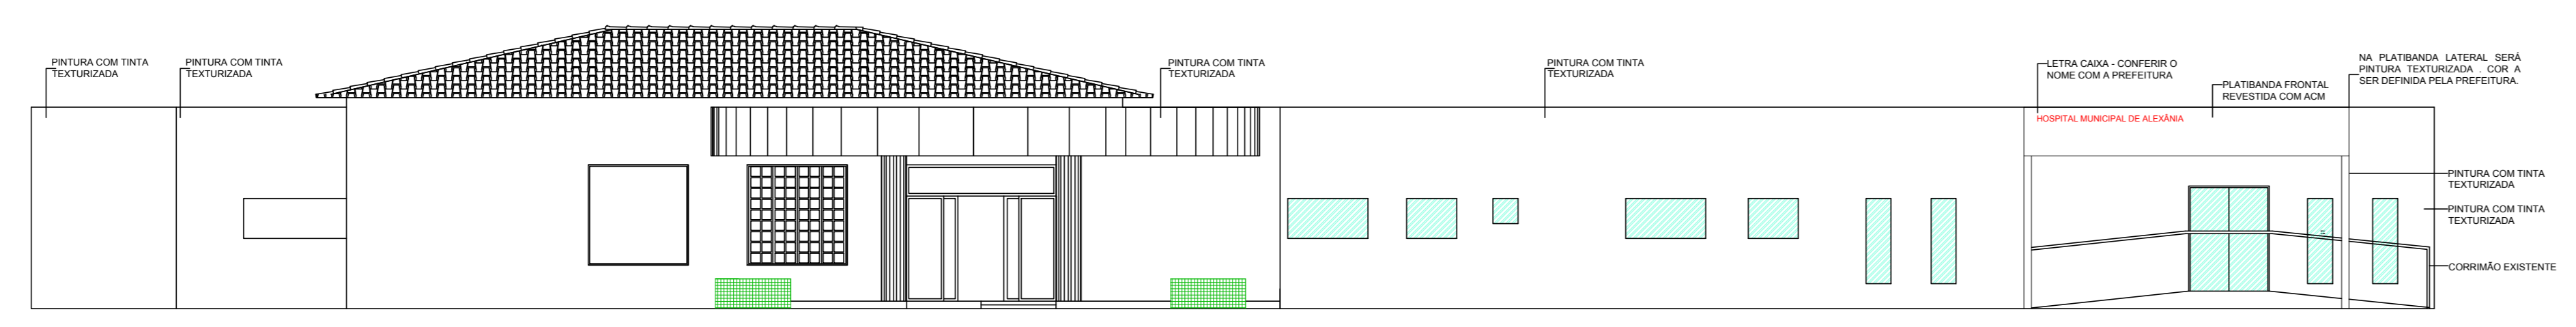 PINTURA COM TINTA
TEXTURIZADA
PINTURA COM TINTA
TEXTURIZADA
PINTURA COM TINTA
TEXTURIZADA
PINTURA COM TINTA
TEXTURIZADA
LETRA CAIXA - CONFERIR O
NOME COM A PREFEITURA
PLATIBANDA FRONTAL
REVESTIDA COM ACM
NA PLATIBANDA LATERAL SERÁ
PINTURA TEXTURIZADA . COR A
SER DEFINIDA PELA PREFEITURA.
HOSPITAL MUNICIPAL DE ALEXÂNIA
PINTURA COM TINTA
TEXTURIZADA
PINTURA COM TINTA
TEXTURIZADA
CORRIMÃO EXISTENTE